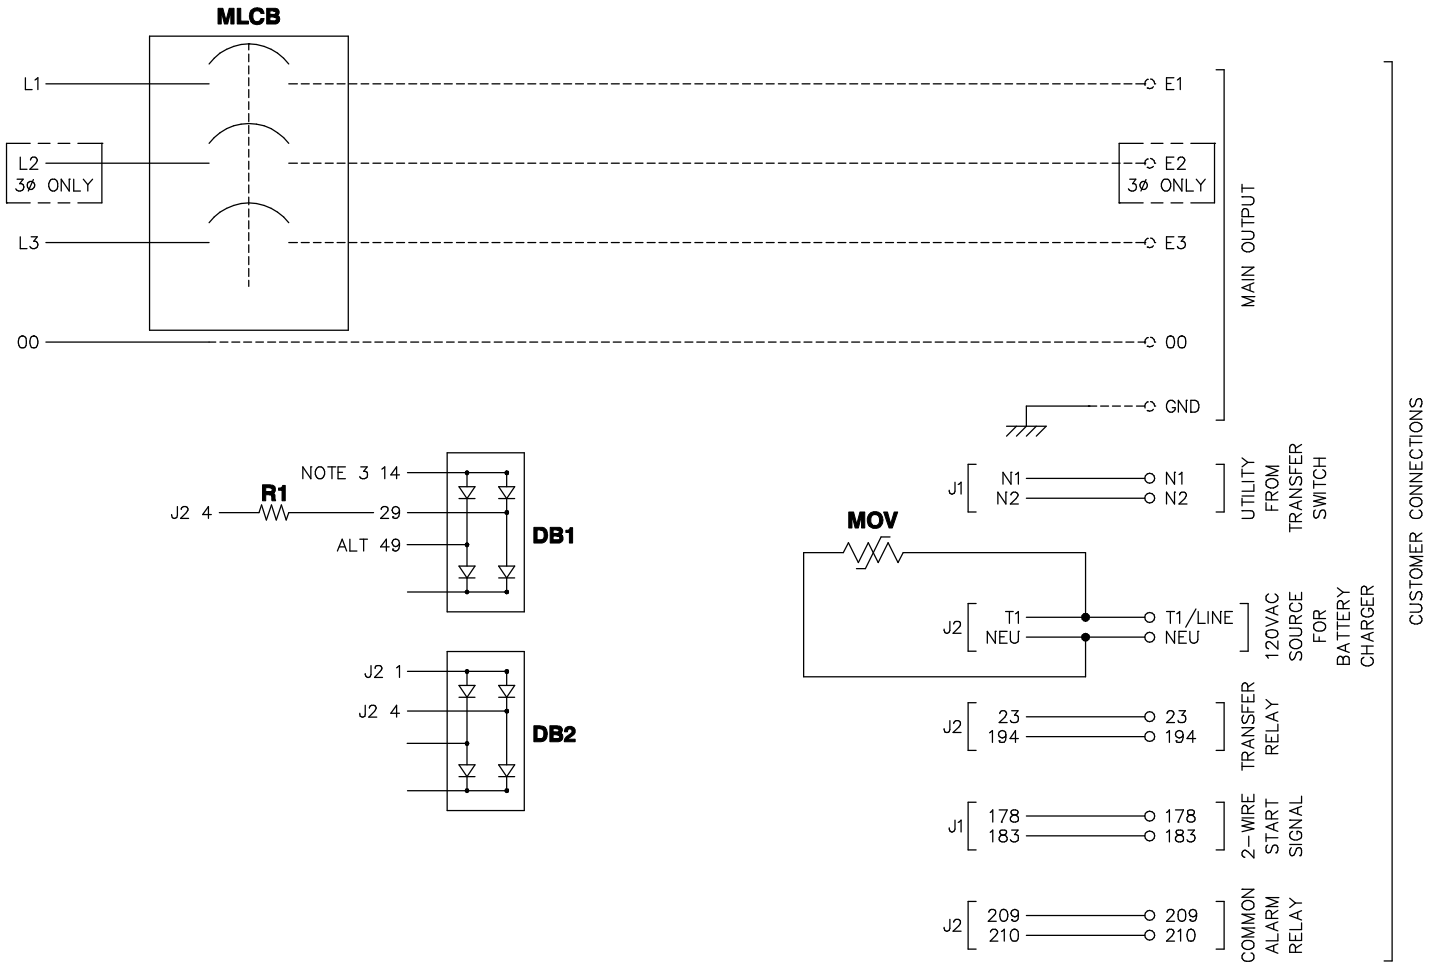 MLCB
L1
E1
L2
3ø ONLY
E2
3ø ONLY
L3
E3
00
00
GND
MAIN OUTPUT
NOTE 3 14
R1
J2 4
29
ALT 49
DB1
J2 1
J2 4
DB2
J1
N1
N2
N1
N2
UTILITY
FROM
TRANSFER
SWITCH
MOV
J2
T1
NEU
T1/LINE
NEU
120VAC
SOURCE
FOR
BATTERY
CHARGER
J2
23
194
23
194
TRANSFER
RELAY
J1
178
183
178
183
2-WIRE
START
SIGNAL
J2
209
210
209
210
COMMON
ALARM
RELAY
CUSTOMER CONNECTIONS